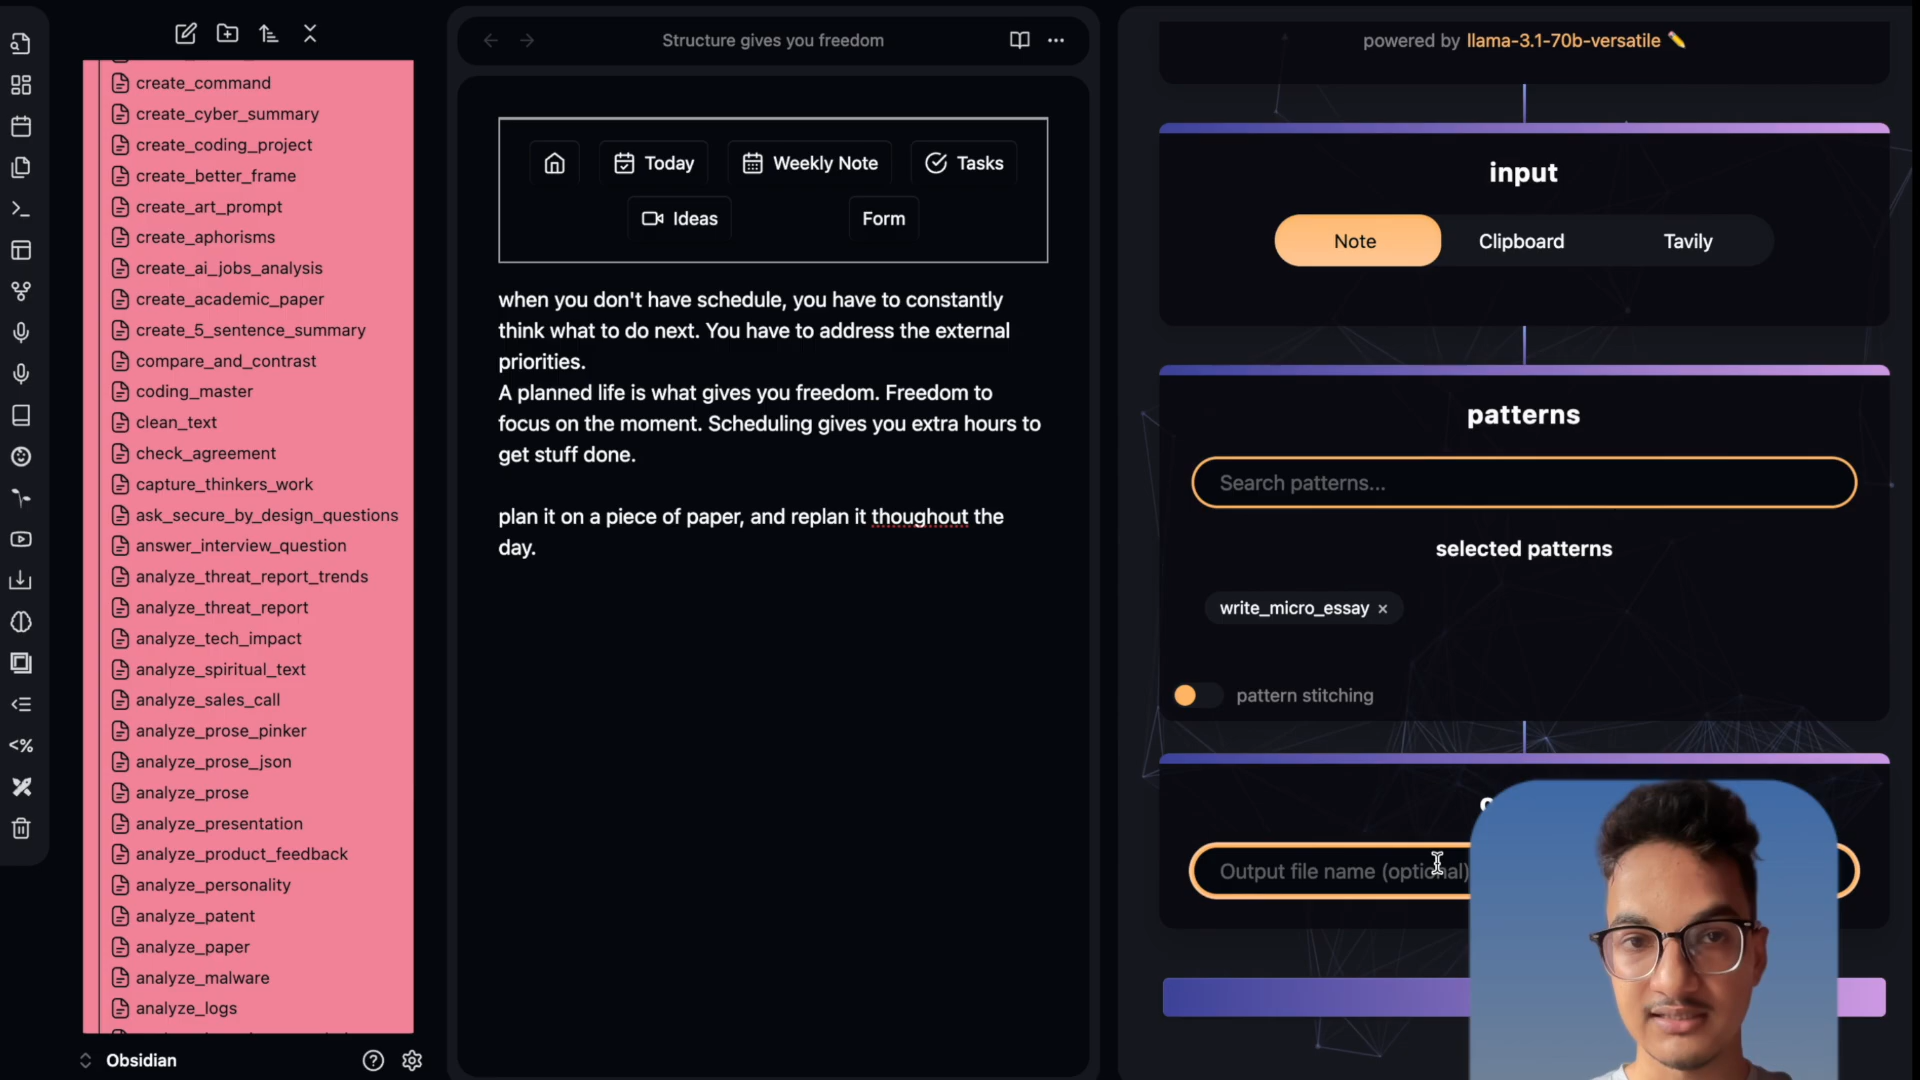 create_command
create_cyber_summary
create_coding_project
create_better_frame
create_art_prompt
create_aphorisms
create_ai_jobs_analysis
create_academic_paper
create_5_sentence_summary
compare_and_contrast
coding_master
clean_text
check_agreement
capture_thinkers_work
ask_secure_by_design_questions
answer_interview_question
analyze_threat_report_trends
analyze_threat_report
analyze_tech_impact
analyze_spiritual_text
analyze_sales_call
analyze_prose_pinker
analyze_prose_json
analyze_prose
analyze_presentation
analyze_product_feedback
analyze_personality
analyze_patent
analyze_paper
analyze_malware
analyze_logs
Obsidian
Structure gives you freedom
Today
Weekly Note
Tasks
Ideas
Form
when you don't have schedule, you have to constantly
think what to do next. You have to address the external
priorities.
A planned life is what gives you freedom. Freedom to
focus on the moment. Scheduling gives you extra hours to
get stuff done.
plan it on a piece of paper, and replan it thoughout the
day.
powered by llama-3.1-70b-versatile ✏️
input
Note
Clipboard
Tavily
patterns
Search patterns...
selected patterns
write_micro_essay ×
pattern stitching
Output file name (optional)